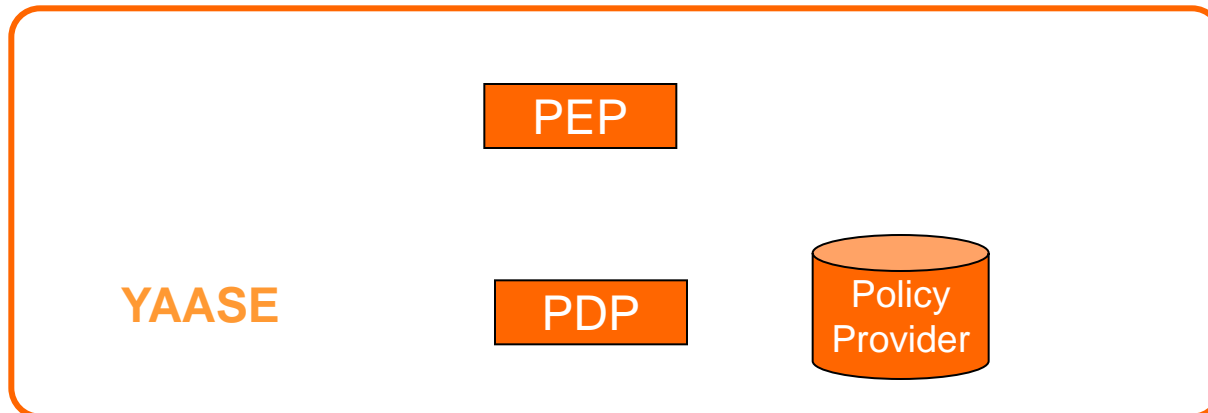 PEP
YAASE
PDP
Policy
Provider